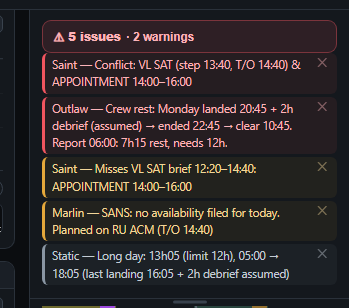 ⚠ 5 issues · 2 warnings
Saint — Conflict: VL SAT (step 13:40, T/O 14:40) &
APPOINTMENT 14:00–16:00
Outlaw — Crew rest: Monday landed 20:45 + 2h
debrief (assumed) → ended 22:45 → clear 10:45.
Report 06:00: 7h15 rest, needs 12h.
Saint — Misses VL SAT brief 12:20–14:40:
APPOINTMENT 14:00–16:00
Marlin — SANS: no availability filed for today.
Planned on RU ACM (T/O 14:40)
Static — Long day: 13h05 (limit 12h), 05:00 →
18:05 (last landing 16:05 + 2h debrief assumed)